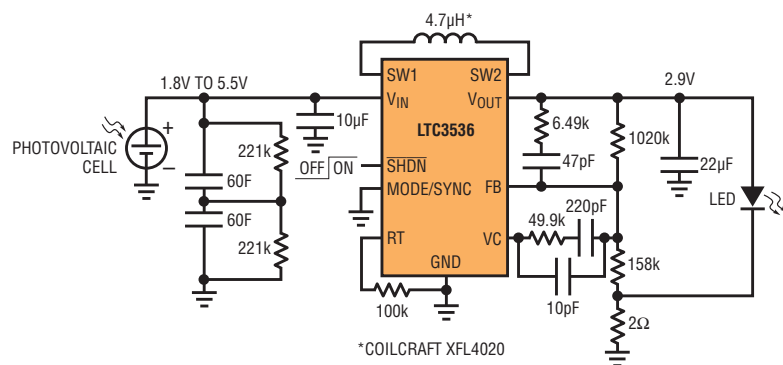 4.7µH*
SW1
SW2
1.8V TO 5.5V
2.9V
VIN
VOUT
LTC3536
10µF
6.49k
1020k
PHOTOVOLTAIC
CELL
+
–
221k
OFF ON
SHDN
47pF
22µF
60F
MODE/SYNC
FB
LED
60F
220pF
49.9k
221k
RT
VC
158k
GND
10pF
100k
2Ω
*COILCRAFT XFL4020